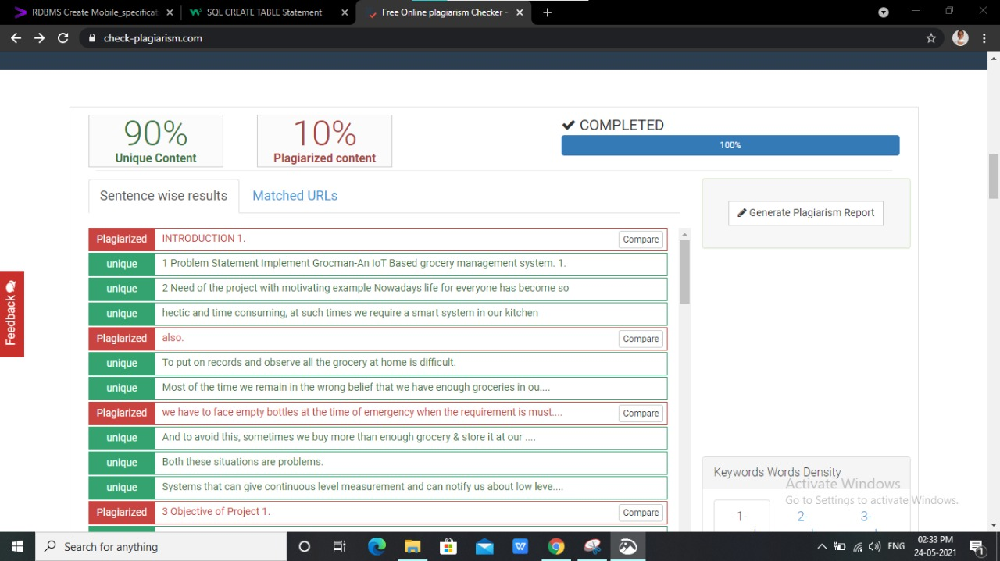 RDBMS Create Mobile_specificat
SQL CREATE TABLE Statement
Free Online plagiarism Checker -
check-plagiarism.com
90%
Unique Content
10%
Plagiarized content
COMPLETED
100%
Sentence wise results
Matched URLs
Generate Plagiarism Report
Plagiarized INTRODUCTION 1. Compare
unique 1 Problem Statement Implement Grocman-An IoT Based grocery management system. 1.
unique 2 Need of the project with motivating example Nowadays life for everyone has become so
unique hectic and time consuming, at such times we require a smart system in our kitchen
Plagiarized also. Compare
unique To put on records and observe all the grocery at home is difficult.
unique Most of the time we remain in the wrong belief that we have enough groceries in ou....
Plagiarized we have to face empty bottles at the time of emergency when the requirement is must.... Compare
unique And to avoid this, sometimes we buy more than enough grocery & store it at our ....
unique Both these situations are problems.
unique Systems that can give continuous level measurement and can notify us about low leve....
Plagiarized 3 Objective of Project 1. Compare
Feedback
Keywords Words Density
1-
2-
3-
Activate Windows
Go to Settings to activate Windows.
Search for anything
ENG
02:33 PM
24-05-2021
1